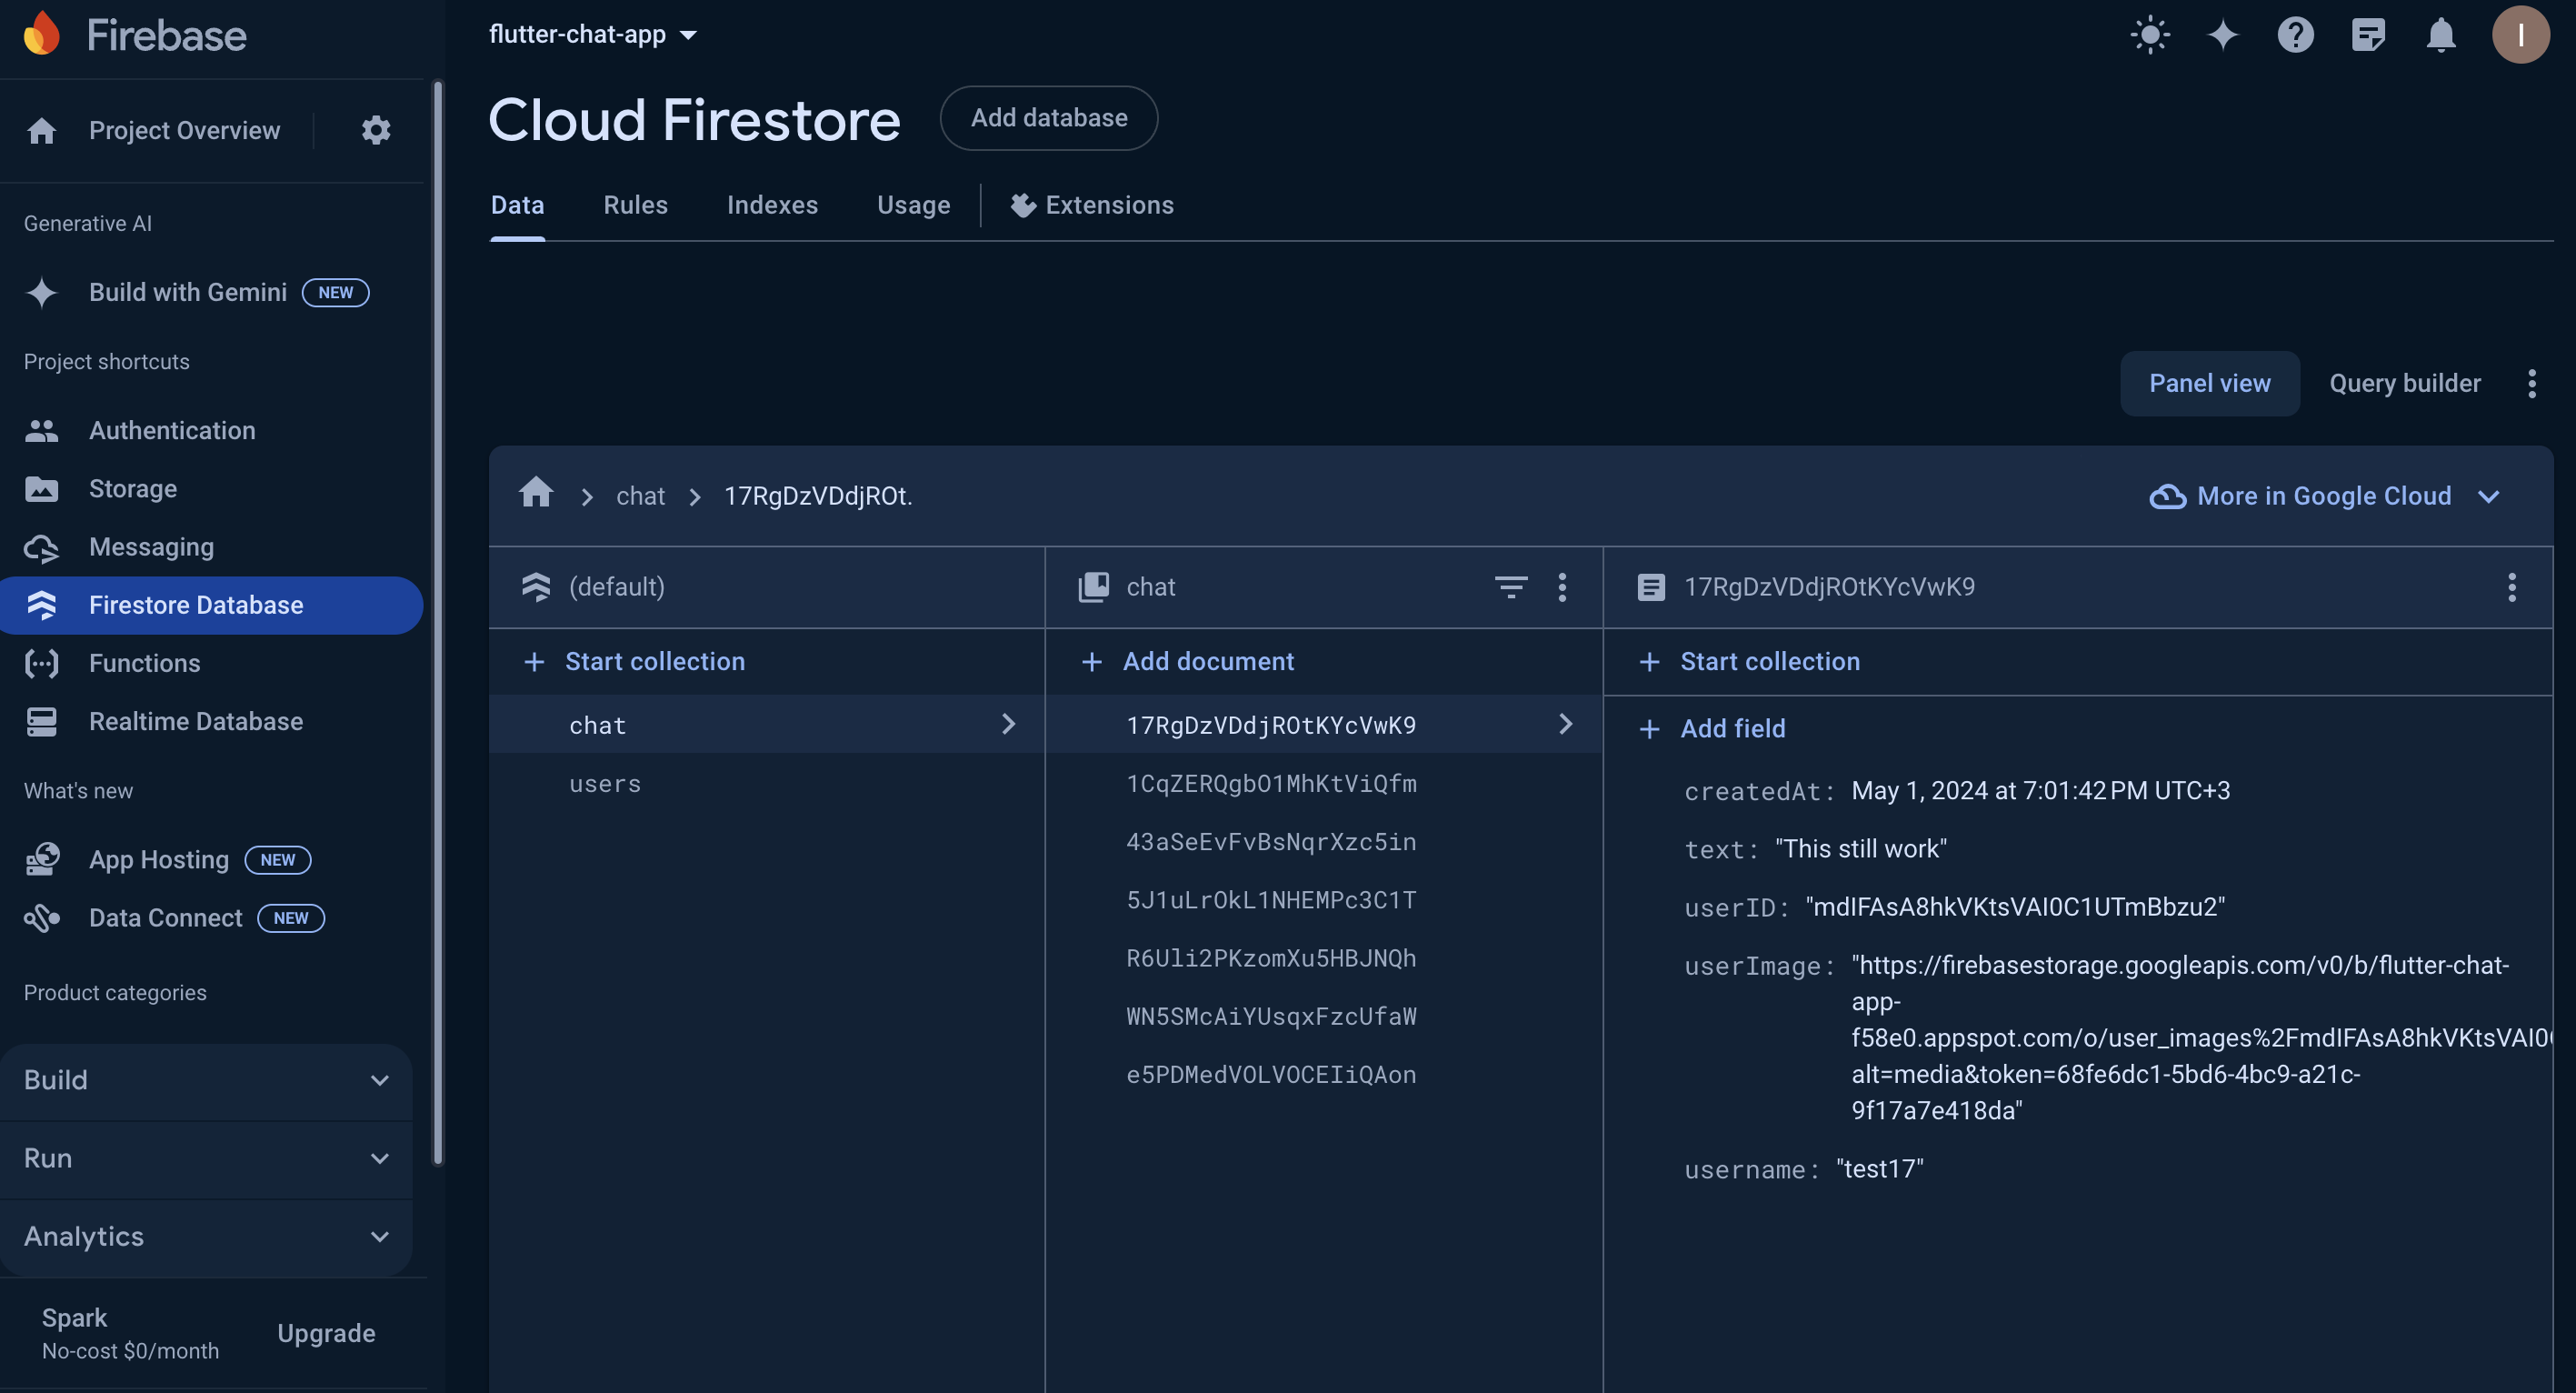 Firebase
flutter-chat-app
I
Project Overview
Cloud Firestore
Add database
Data
Rules
Indexes
Usage
Extensions
Generative AI
Build with Gemini
NEW
Project shortcuts
Authentication
Storage
Messaging
Firestore Database
Functions
Realtime Database
What's new
App Hosting
NEW
Data Connect
NEW
Product categories
Build
Run
Analytics
Spark
No-cost $0/month
Upgrade
Panel view
Query builder
chat
17RgDzVDdjROt.
More in Google Cloud
(default)
Start collection
chat
users
chat
Add document
17RgDzVDdjROtKYcVwK9
1CqZERQgbO1MhKtViQfm
43aSeEvFvBsNqrXzc5in
5J1uLrOkL1NHEMPc3C1T
R6Uli2PKzomXu5HBJNQh
WN5SMcAiYUsqxFzcUfaW
e5PDMedVOLVOCEIiQAon
17RgDzVDdjROtKYcVwK9
Start collection
Add field
createdAt: May 1, 2024 at 7:01:42 PM UTC+3
text: "This still work"
userID: "mdIFAsA8hkVKtsVAI0C1UTmBbzu2"
userImage: "https://firebasestorage.googleapis.com/v0/b/flutter-chat-
app-
f58e0.appspot.com/o/user_images%2FmdIFAsA8hkVKtsVAI0
alt=media&token=68fe6dc1-5bd6-4bc9-a21c-
9f17a7e418da"
username: "test17"